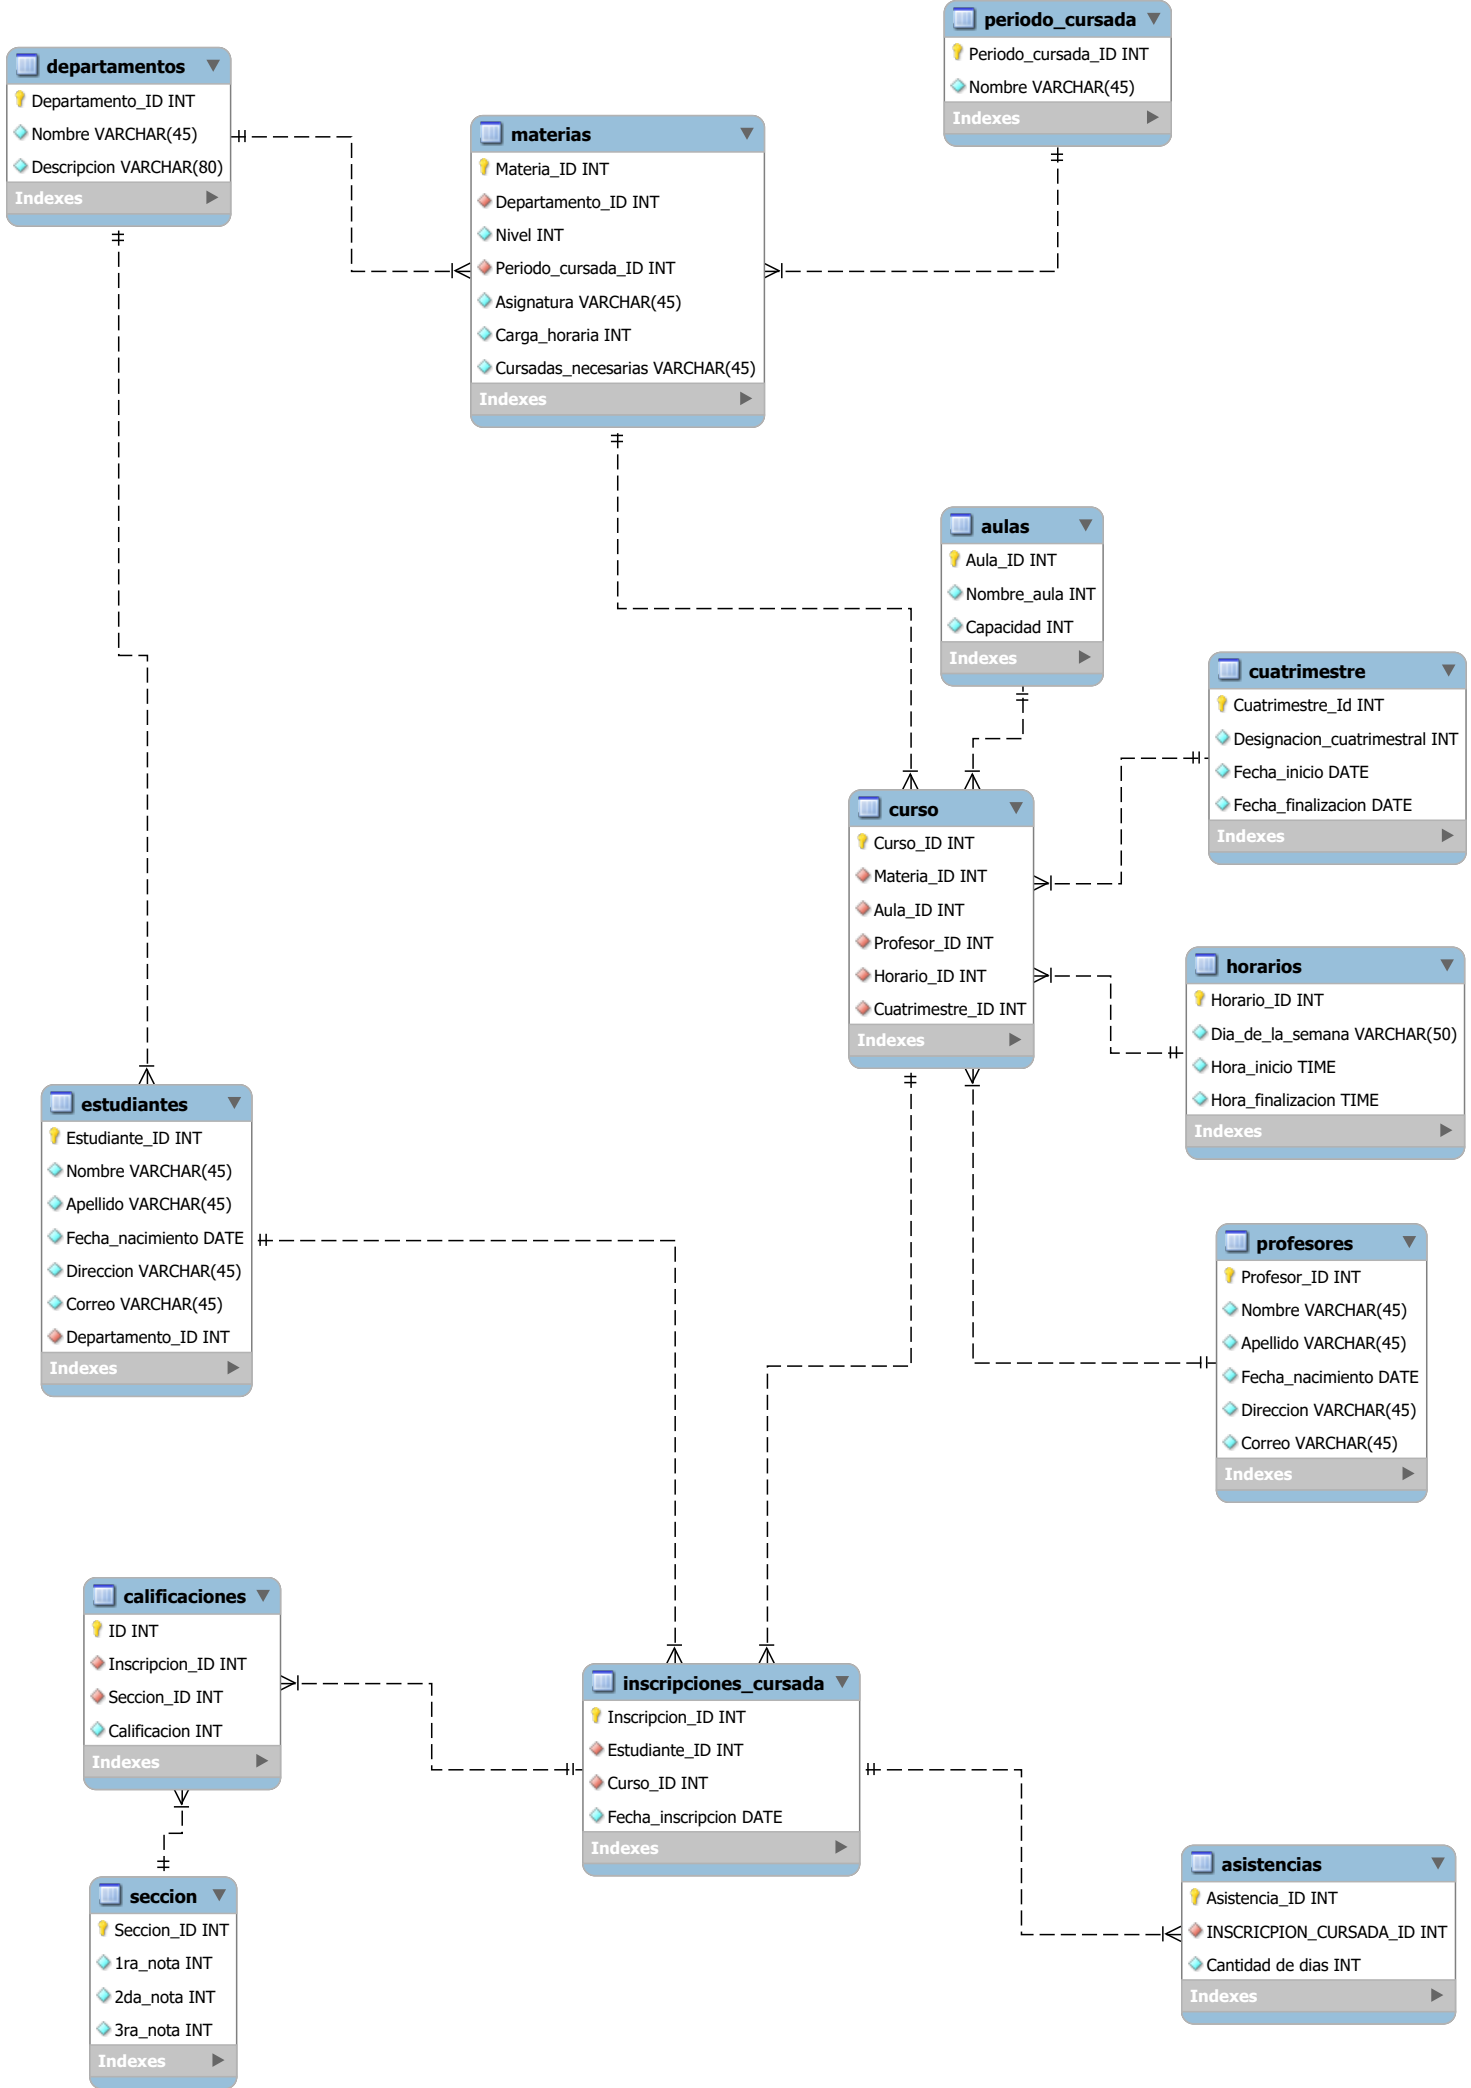 periodo_cursada
Periodo_cursada_ID INT
Nombre VARCHAR(45)
Indexes
departamentos
Departamento_ID INT
Nombre VARCHAR(45)
Descripcion VARCHAR(80)
Indexes
materias
Materia_ID INT
Departamento_ID INT
Nivel INT
Periodo_cursada_ID INT
Asignatura VARCHAR(45)
Carga_horaria INT
Cursadas_necesarias VARCHAR(45)
Indexes
aulas
Aula_ID INT
Nombre_aula INT
Capacidad INT
Indexes
cuatrimestre
Cuatrimestre_Id INT
Designacion_cuatrimestral INT
Fecha_inicio DATE
Fecha_finalizacion DATE
Indexes
curso
Curso_ID INT
Materia_ID INT
Aula_ID INT
Profesor_ID INT
Horario_ID INT
Cuatrimestre_ID INT
Indexes
horarios
Horario_ID INT
Dia_de_la_semana VARCHAR(50)
Hora_inicio TIME
Hora_finalizacion TIME
Indexes
estudiantes
Estudiante_ID INT
Nombre VARCHAR(45)
Apellido VARCHAR(45)
Fecha_nacimiento DATE
Direccion VARCHAR(45)
Correo VARCHAR(45)
Departamento_ID INT
Indexes
profesores
Profesor_ID INT
Nombre VARCHAR(45)
Apellido VARCHAR(45)
Fecha_nacimiento DATE
Direccion VARCHAR(45)
Correo VARCHAR(45)
Indexes
calificaciones
ID INT
Inscripcion_ID INT
Seccion_ID INT
Calificacion INT
Indexes
inscripciones_cursada
Inscripcion_ID INT
Estudiante_ID INT
Curso_ID INT
Fecha_inscripcion DATE
Indexes
asistencias
Asistencia_ID INT
INSCRICPION_CURSADA_ID INT
Cantidad de dias INT
Indexes
seccion
Seccion_ID INT
1ra_nota INT
2da_nota INT
3ra_nota INT
Indexes